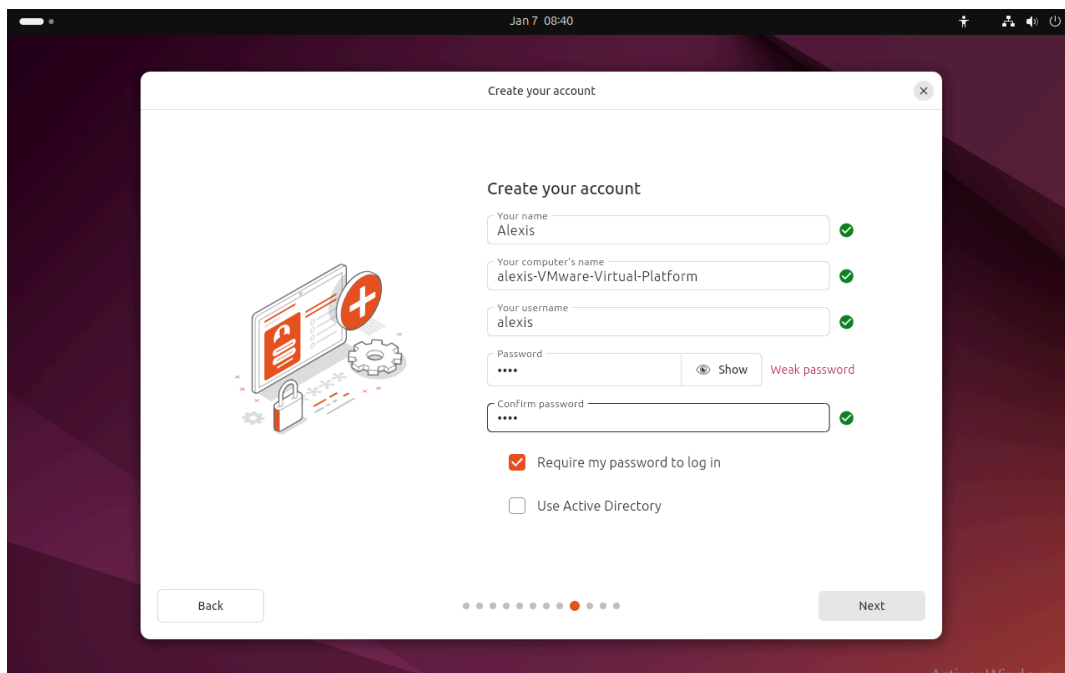 Jan 7 08:40
Create your account
Create your account
Your name
Alexis
Your computer's name
alexis-VMware-Virtual-Platform
Your username
alexis
Password
•••• Show Weak password
Confirm password
••••
Require my password to log in
Use Active Directory
Back Next